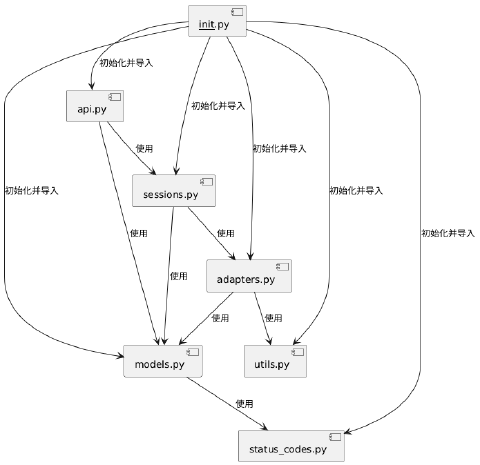 init.py
初始化并导入
api.py
初始化并导入
使用
初始化并导入
sessions.py
初始化并导入
初始化并导入
初始化并导入
使用
使用
使用
adapters.py
使用
使用
models.py
utils.py
使用
status_codes.py